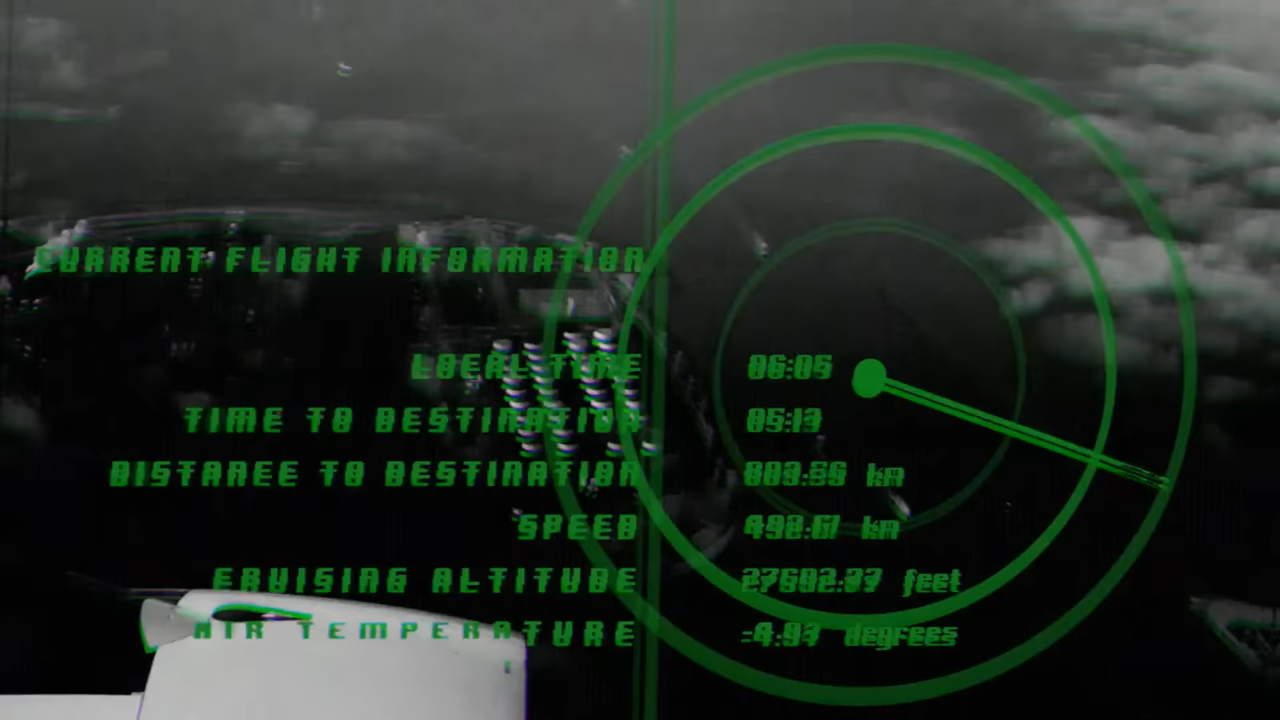 CURRENT FLIGHT INFORMATION
LOCAL TIME 06:05
TIME TO DESTINATION 05:13
DISTANCE TO DESTINATION km
SPEED km
CRUISING ALTITUDE feet
AIR TEMPERATURE degrees